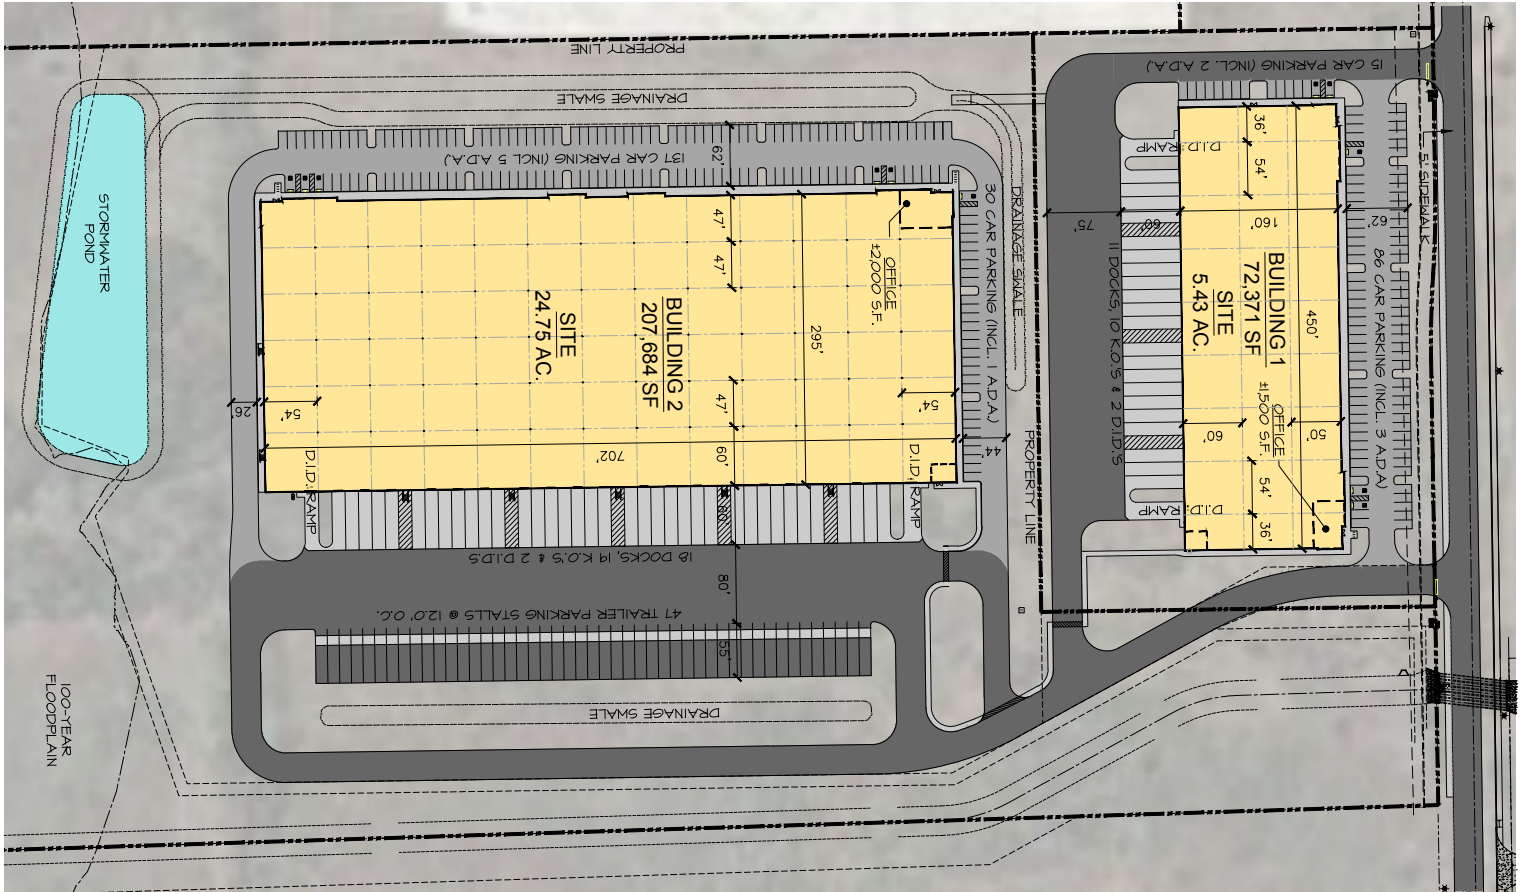 PROPERTY LINE
DRAINAGE SWALE
137 CAR PARKING (INCL 5 A.D.A.)
62'
STORMWATER
POND
BUILDING 2
207,684 SF
SITE
24.75 AC.
OFFICE
±2,000 S.F.
47'
47'
295'
47'
60'
702'
54'
54'
26'
44'
30 CAR PARKING (INCL. 1 A.D.A.)
DRAINAGE SWALE
PROPERTY LINE
D.I.D. RAMP
D.I.D. RAMP
60'
18 DOCKS, 19 K.O.'S & 2 D.I.D.S
80'
47 TRAILER PARKING STALLS @ 12.0' O.C.
55'
DRAINAGE SWALE
100-YEAR
FLOODPLAIN
15 CAR PARKING (INCL. 2 A.D.A.)
D.I.D. RAMP
36'
54'
75'
60'
160'
62'
5' SIDEWALK
BUILDING 1
72,371 SF
SITE
5.43 AC.
450'
86 CAR PARKING (INCL. 3 A.D.A)
11 DOCKS, 10 K.O.'S & 2 D.I.D.'S
OFFICE
±1,500 S.F.
60'
50'
54'
36'
D.I.D. RAMP